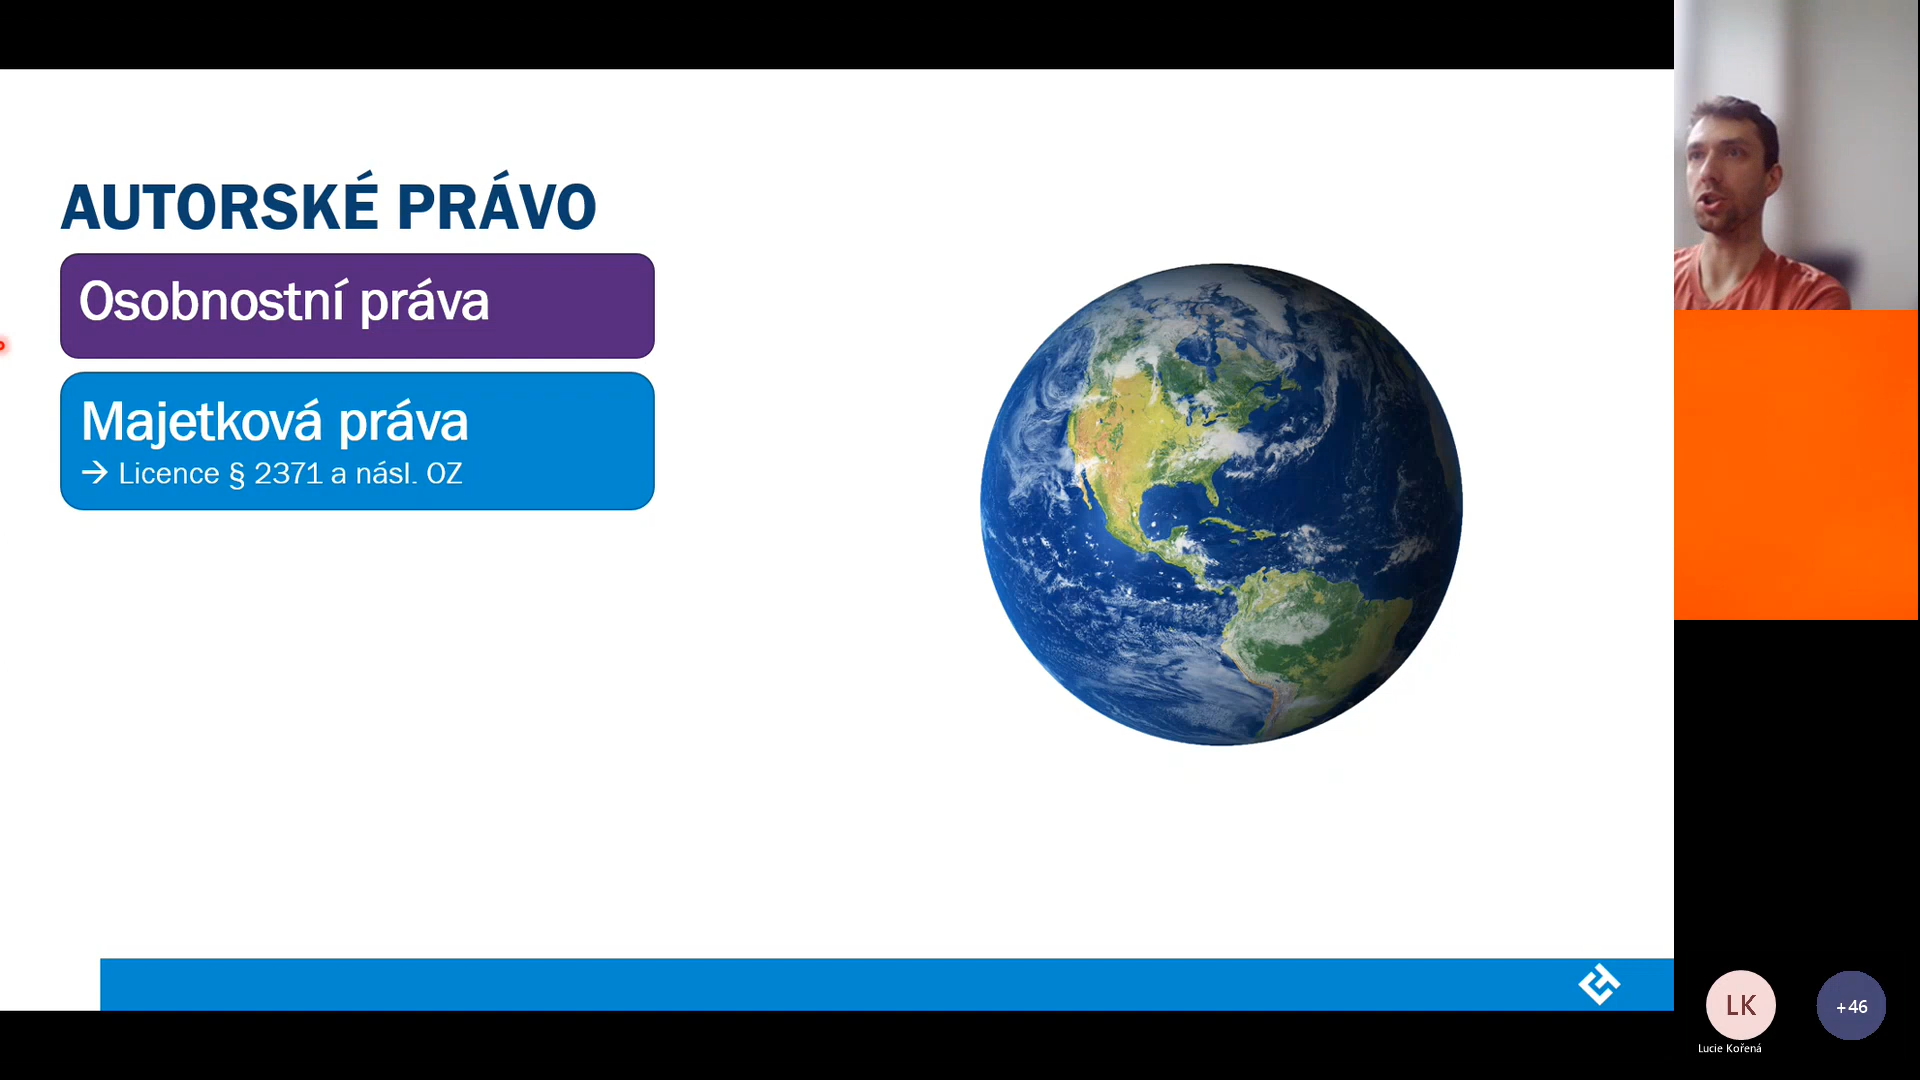 AUTORSKÉ PRÁVO
Osobnostní práva
Majetková práva
→ Licence § 2371 a násl. OZ
LK
+46
Lucie Kořená